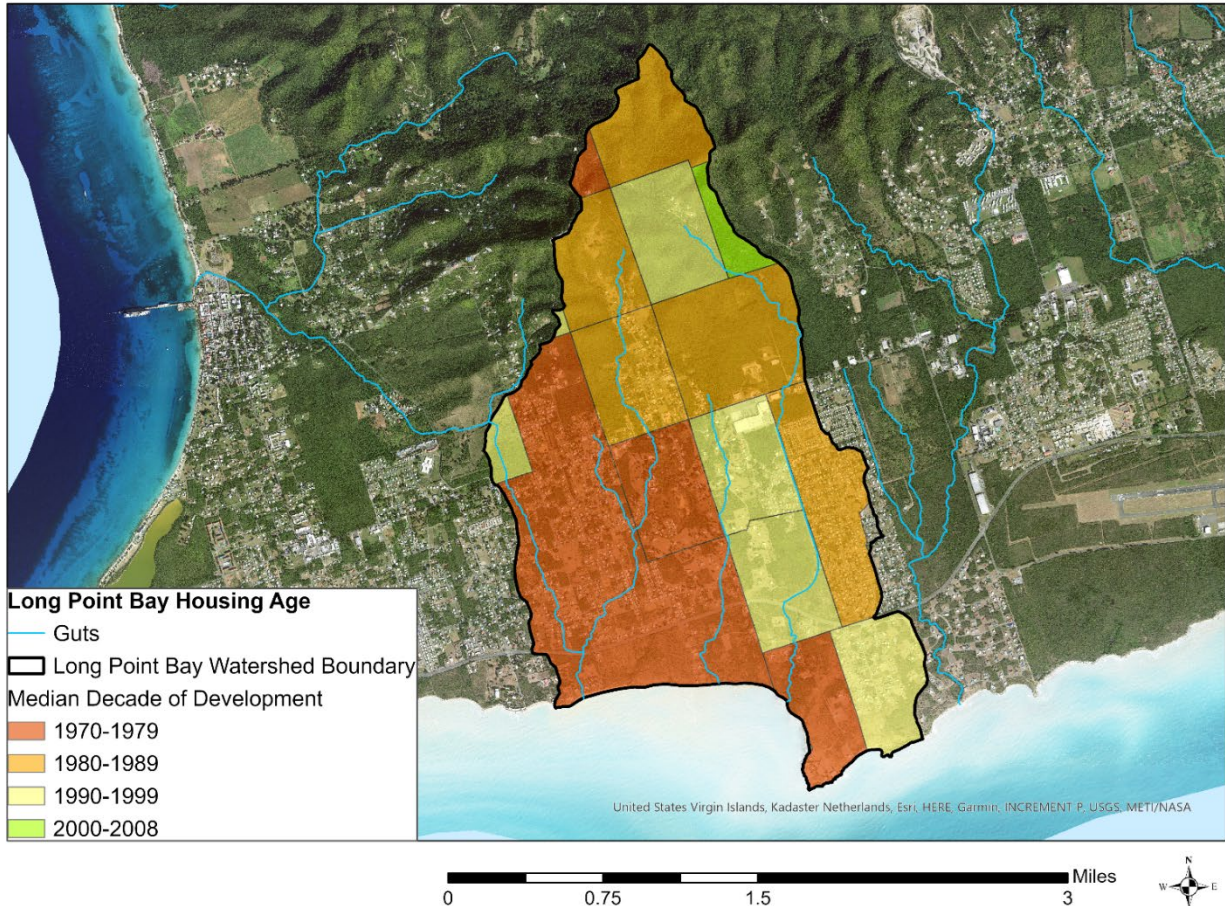 Long Point Bay Housing Age
Guts
Long Point Bay Watershed Boundary
Median Decade of Development
1970-1979
1980-1989
1990-1999
2000-2008
United States Virgin Islands, Kadaster Netherlands, Esri, HERE, Garmin, INCREMENT P, USGS, METI/NASA
0 0.75 1.5 3 Miles
N
W E
S